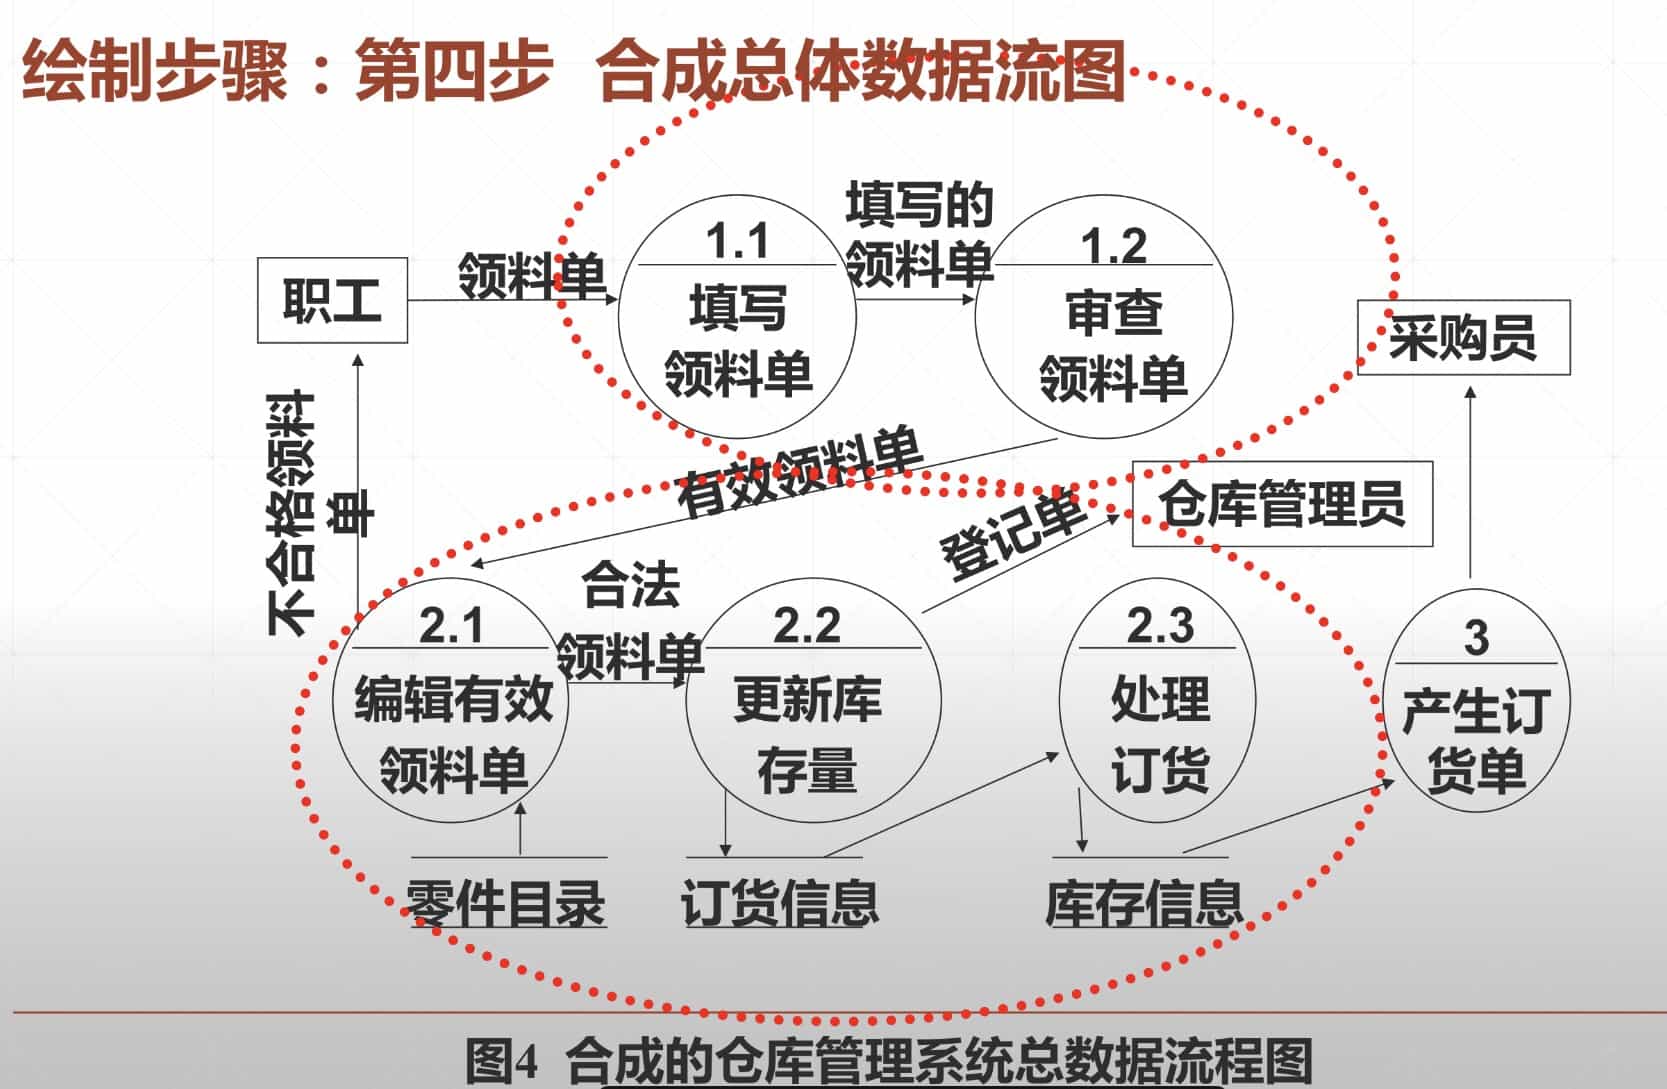 绘制步骤：第四步 合成总体数据流图
填写的
领料单
1.1
填写
领料单
1.2
审查
领料单
职工
领料单
采购员
不合格领料
单
有效领料单
登记单
仓库管理员
合法
领料单
2.1
编辑有效
领料单
2.2
更新库
存量
2.3
处理
订货
3
产生订
货单
零件目录
订货信息
库存信息
图4 合成的仓库管理系统总数据流程图